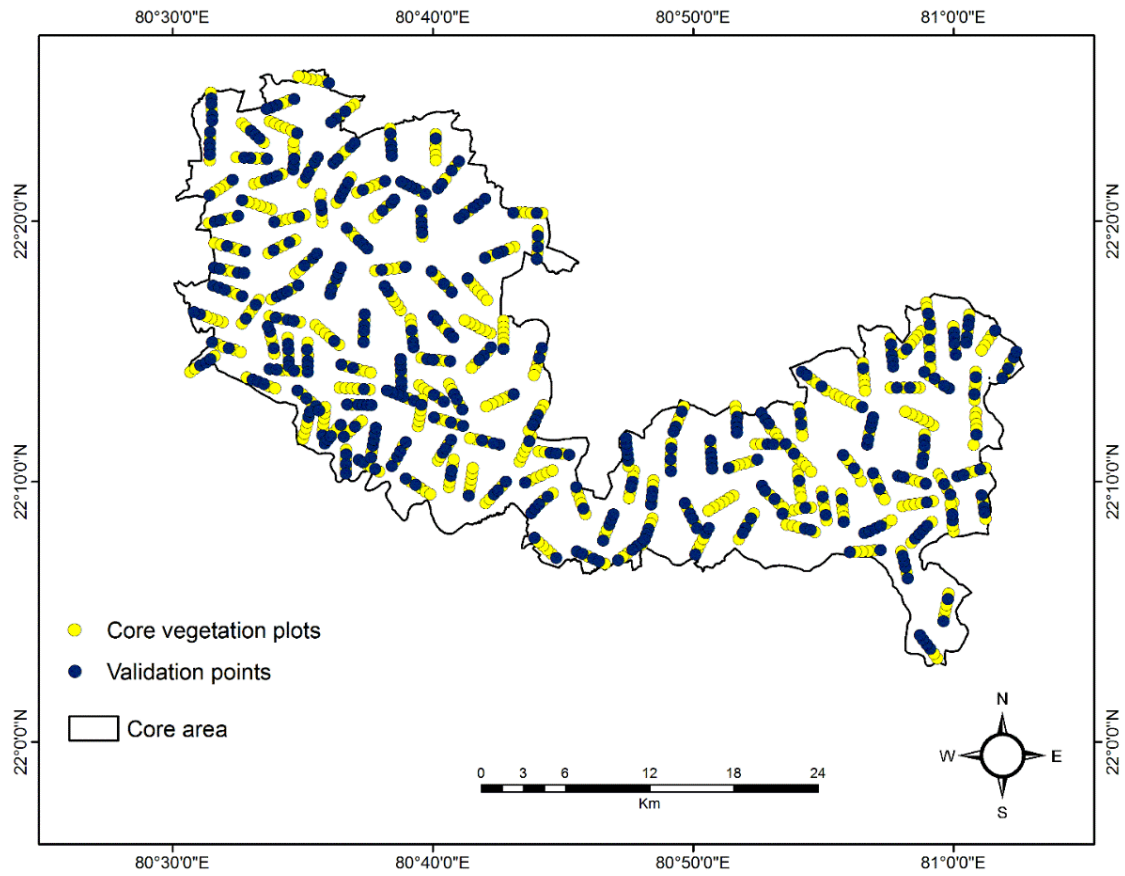 80°30'0"E 80°40'0"E 80°50'0"E 81°0'0"E
22°20'0"N 22°20'0"N
22°10'0"N 22°10'0"N
Core vegetation plots
Validation points
Core area
22°0'0"N 22°0'0"N
N
W E
S
0 3 6 12 18 24
Km
80°30'0"E 80°40'0"E 80°50'0"E 81°0'0"E